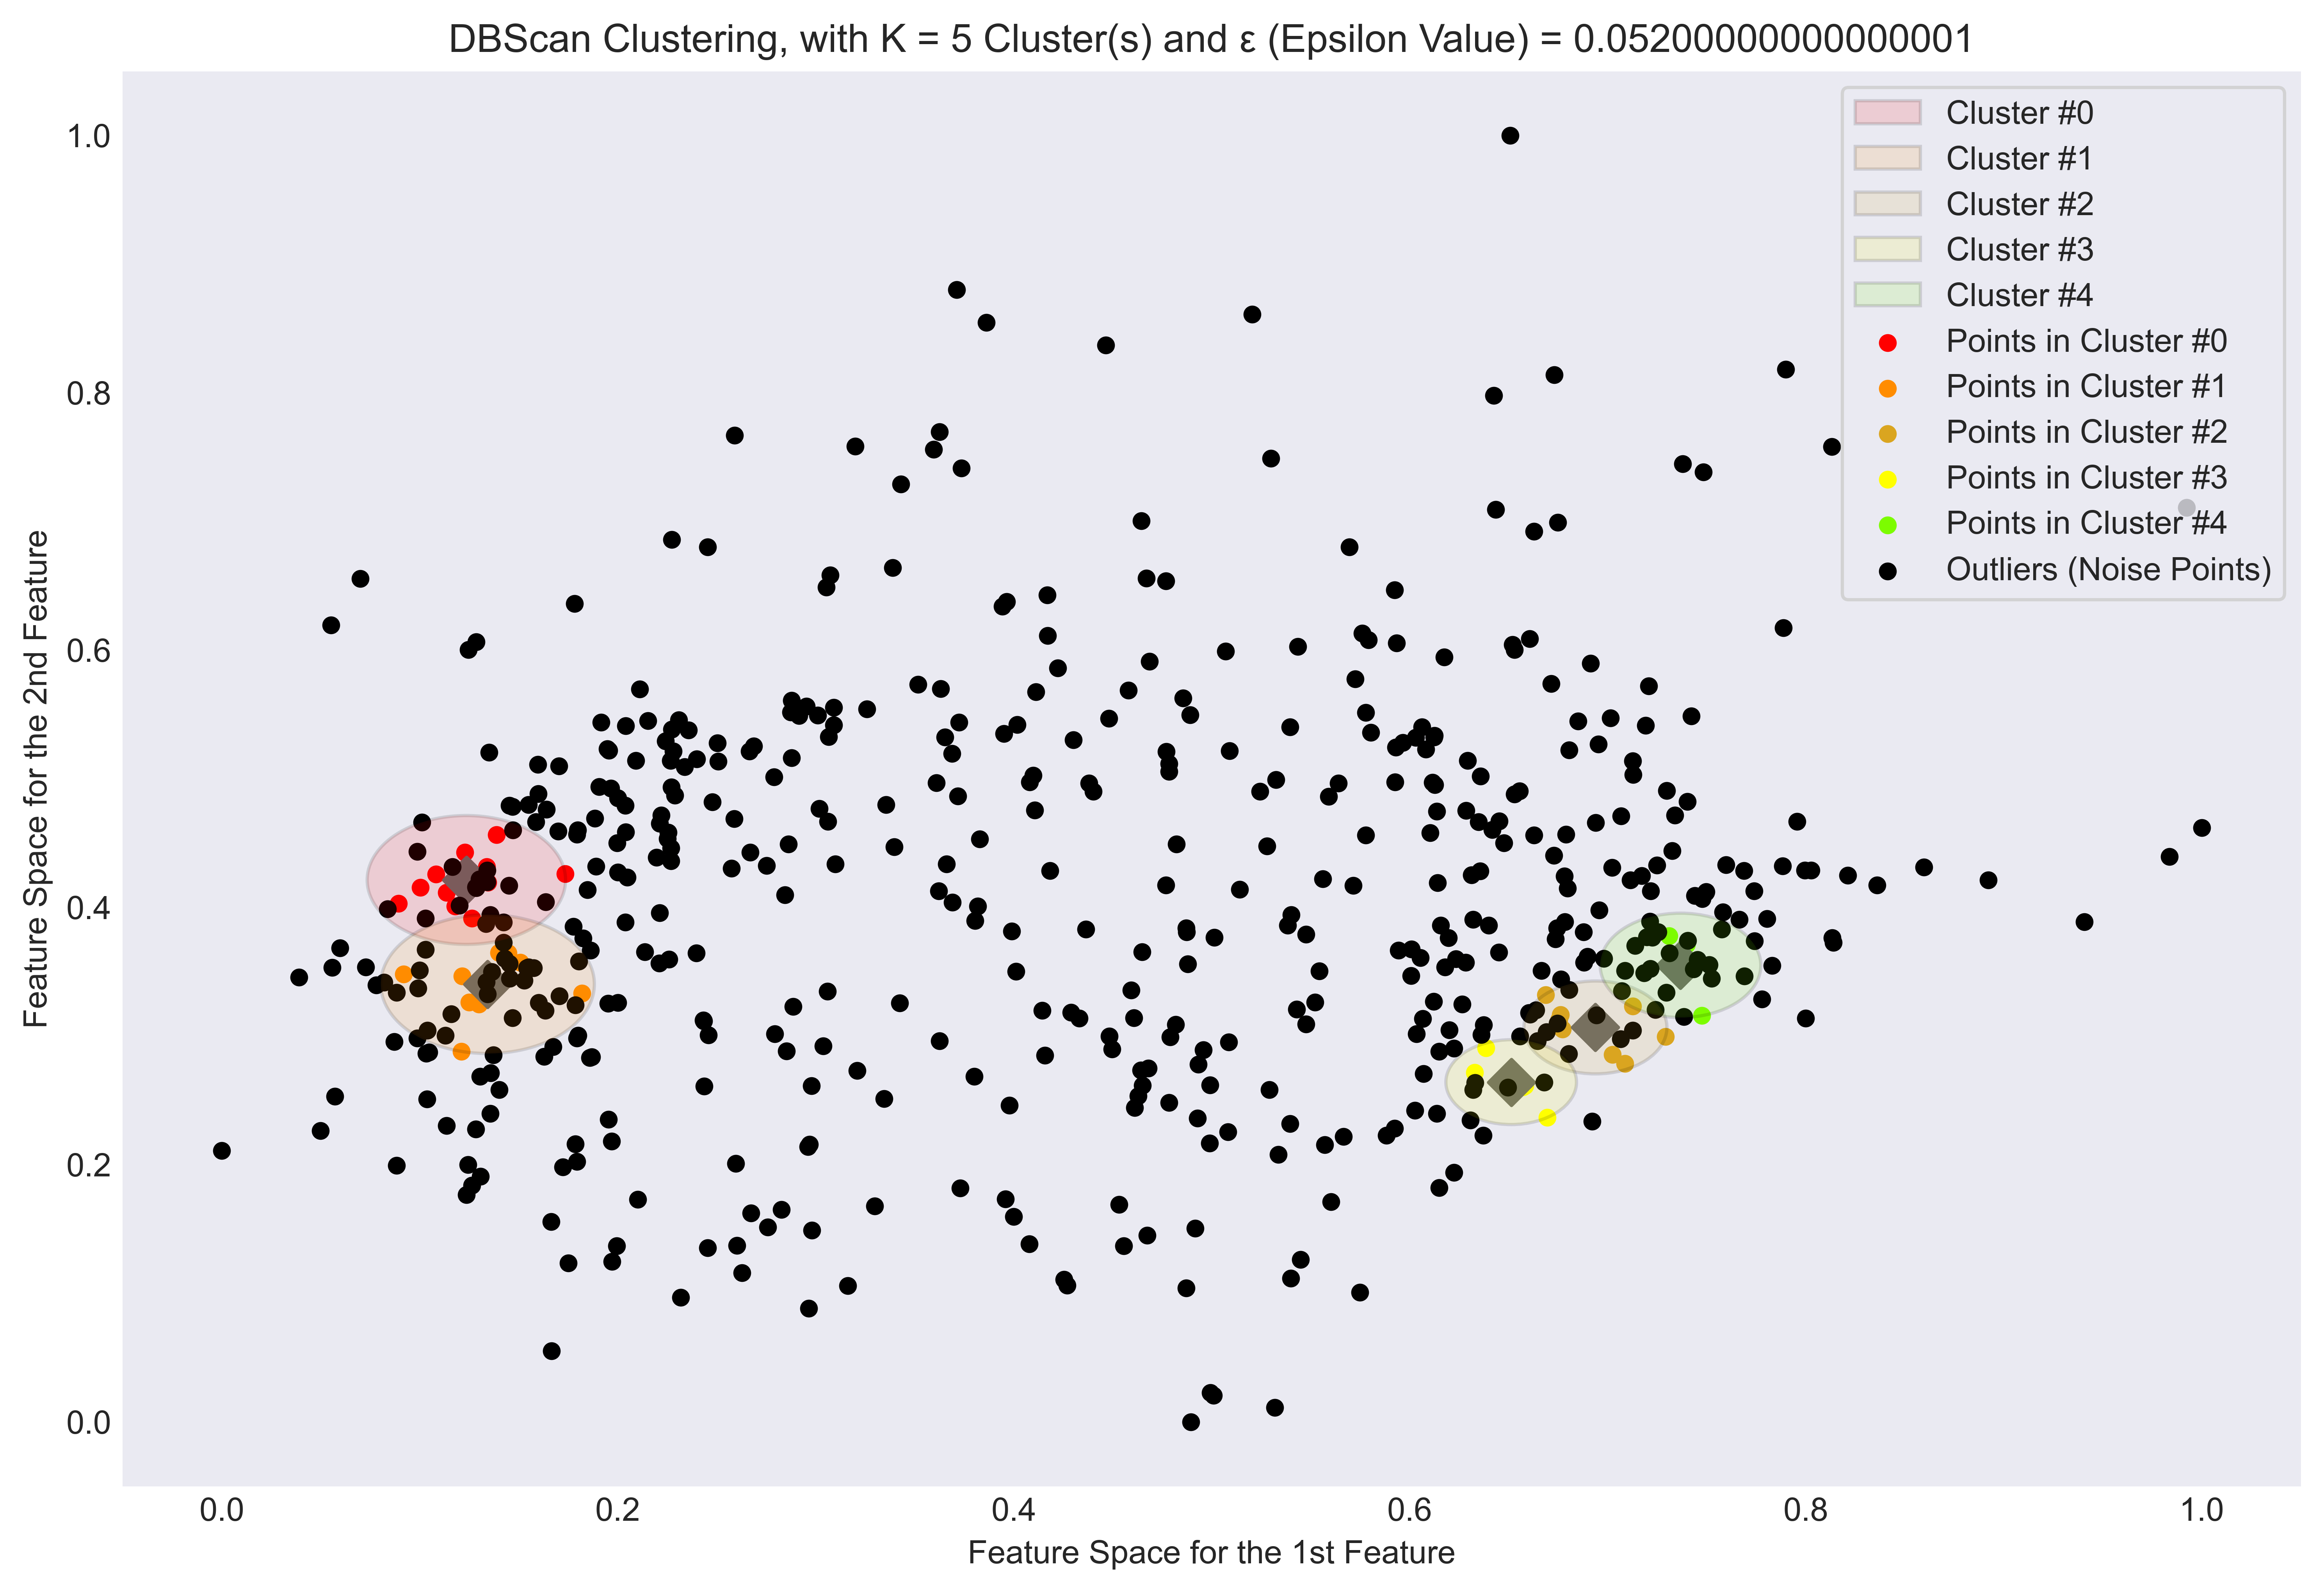 DBScan Clustering, with K = 5 Cluster(s) and ε (Epsilon Value) = 0.05200000000000001
Cluster #0
Cluster #1
Cluster #2
Cluster #3
Cluster #4
Points in Cluster #0
Points in Cluster #1
Points in Cluster #2
Points in Cluster #3
Points in Cluster #4
Outliers (Noise Points)
Feature Space for the 2nd Feature
1.0
0.8
0.6
0.4
0.2
0.0
0.0 0.2 0.4 0.6 0.8 1.0
Feature Space for the 1st Feature